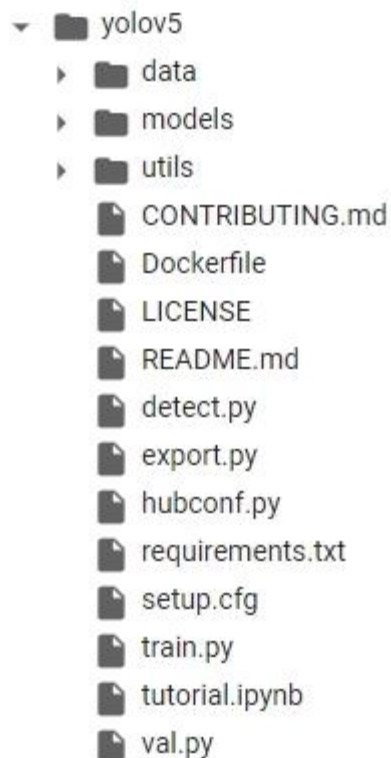 yolov5
data
models
utils
CONTRIBUTING.md
Dockerfile
LICENSE
README.md
detect.py
export.py
hubconf.py
requirements.txt
setup.cfg
train.py
tutorial.ipynb
val.py